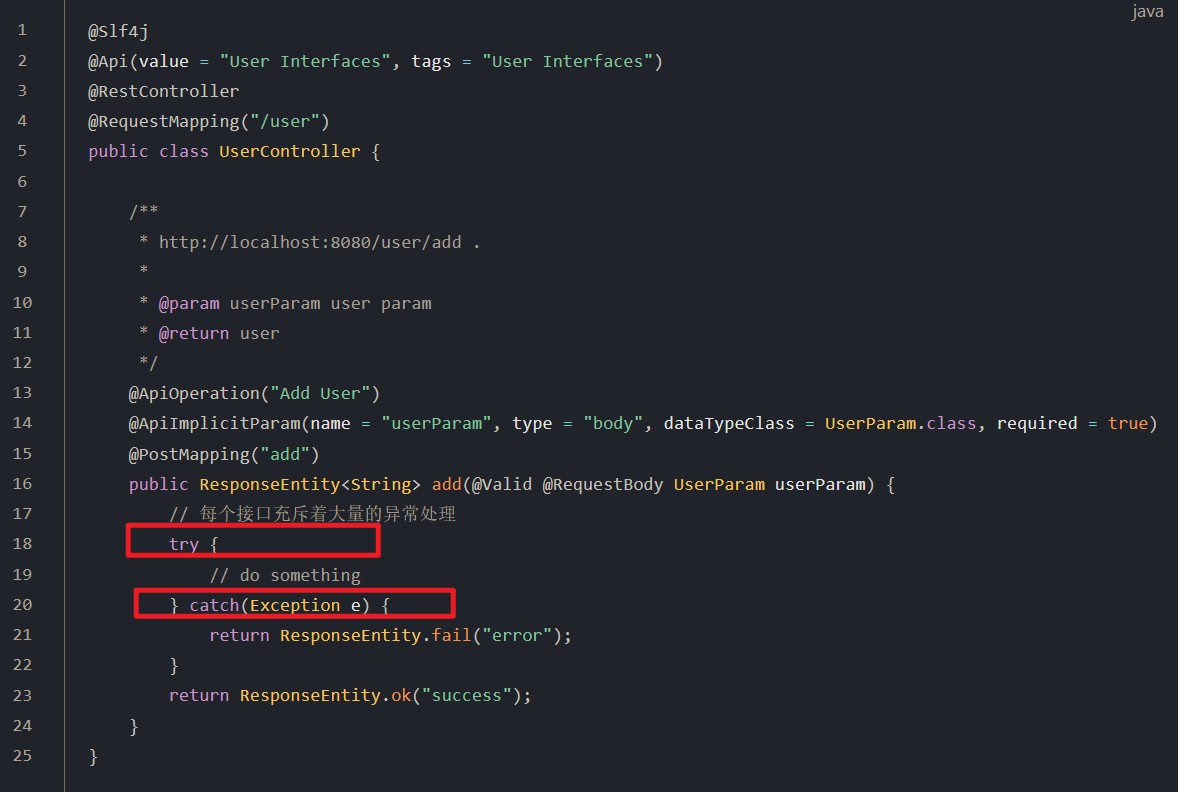 java
1 @Slf4j
2 @Api(value = "User Interfaces", tags = "User Interfaces")
3 @RestController
4 @RequestMapping("/user")
5 public class UserController {
6
7 /**
8 * http://localhost:8080/user/add .
9 *
10 * @param userParam user param
11 * @return user
12 */
13 @ApiOperation("Add User")
14 @ApiImplicitParam(name = "userParam", type = "body", dataTypeClass = UserParam.class, required = true)
15 @PostMapping("add")
16 public ResponseEntity<String> add(@Valid @RequestBody UserParam userParam) {
17 // 每个接口充斥着大量的异常处理
18 try {
19 // do something
20 } catch(Exception e) {
21 return ResponseEntity.fail("error");
22 }
23 return ResponseEntity.ok("success");
24 }
25 }